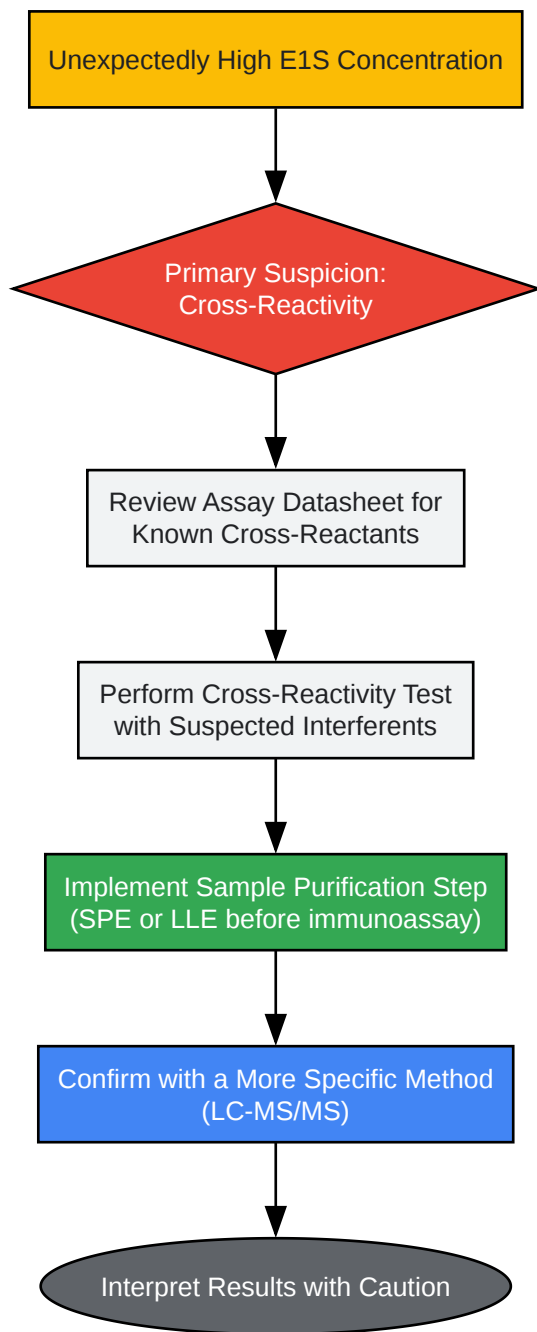 Unexpectedly High E1S Concentration
Primary Suspicion:
Cross-Reactivity
Review Assay Datasheet for
Known Cross-Reactants
Perform Cross-Reactivity Test
with Suspected Interferents
Implement Sample Purification Step
(SPE or LLE before immunoassay)
Confirm with a More Specific Method
(LC-MS/MS)
Interpret Results with Caution